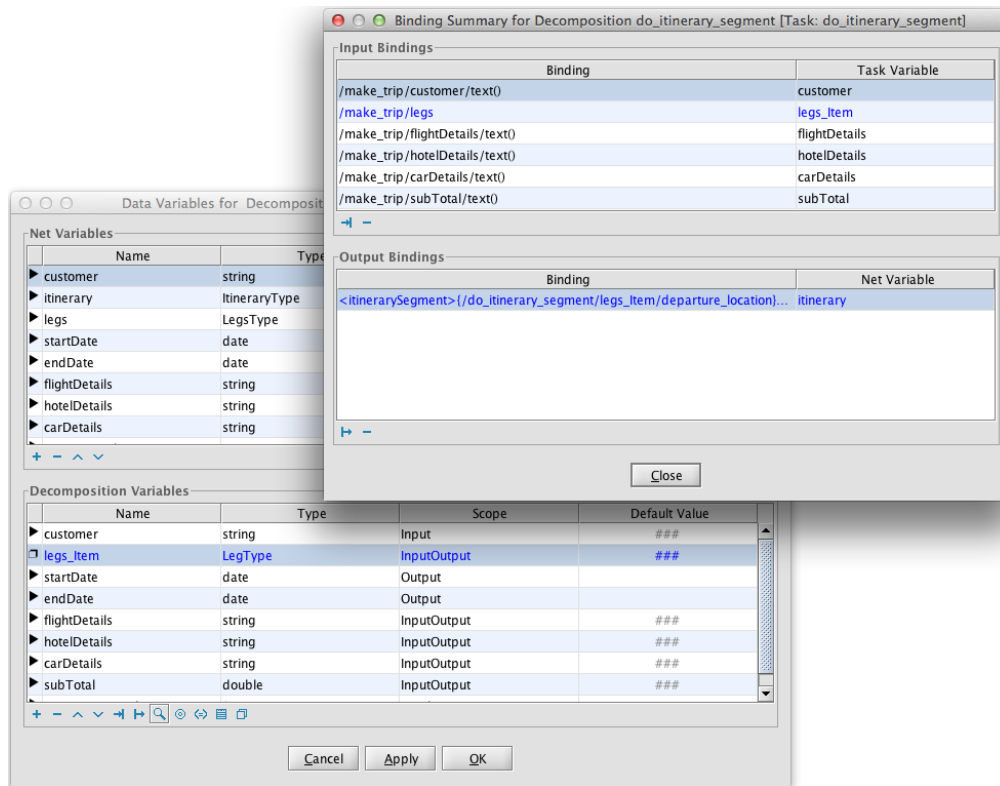 Binding Summary for Decomposition do_itinerary_segment [Task: do_itinerary_segment]
Input Bindings
Binding Task Variable
/make_trip/customer/text() customer
/make_trip/legs legs_Item
/make_trip/flightDetails/text() flightDetails
/make_trip/hotelDetails/text() hotelDetails
/make_trip/carDetails/text() carDetails
/make_trip/subTotal/text() subTotal
Output Bindings
Binding Net Variable
<itinerarySegment>{/do_itinerary_segment/legs_Item/departure_location}... itinerary
Close
Data Variables for Decomposit
Net Variables
Name Type
customer string
itinerary ItineraryType
legs LegsType
startDate date
endDate date
flightDetails string
hotelDetails string
carDetails string
Decomposition Variables
Name Type Scope Default Value
customer string Input ###
legs_Item LegType InputOutput ###
startDate date Output
endDate date Output
flightDetails string InputOutput ###
hotelDetails string InputOutput ###
carDetails string InputOutput ###
subTotal double InputOutput ###
Cancel Apply OK